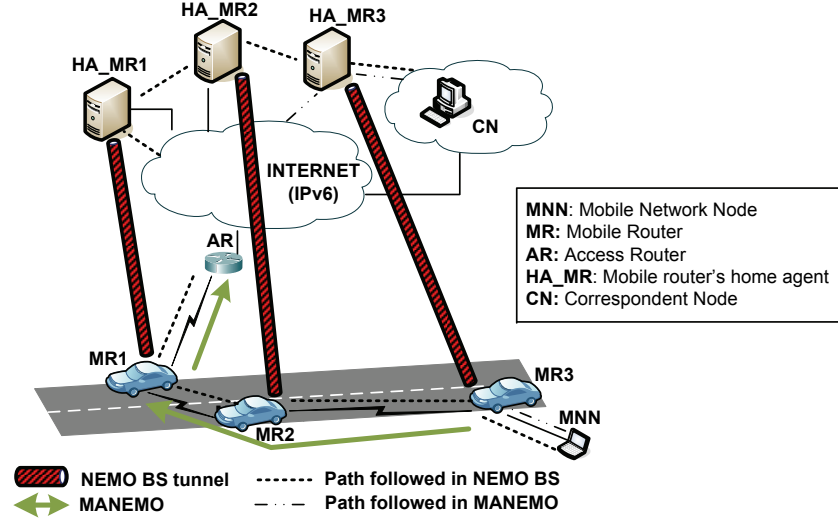 HA_MR2
HA_MR3
HA_MR1
CN
INTERNET
(IPv6)
AR
MNN: Mobile Network Node
MR: Mobile Router
AR: Access Router
HA_MR: Mobile router's home agent
CN: Correspondent Node
MR1
MR3
MNN
MR2
NEMO BS tunnel
Path followed in NEMO BS
MANEMO
Path followed in MANEMO